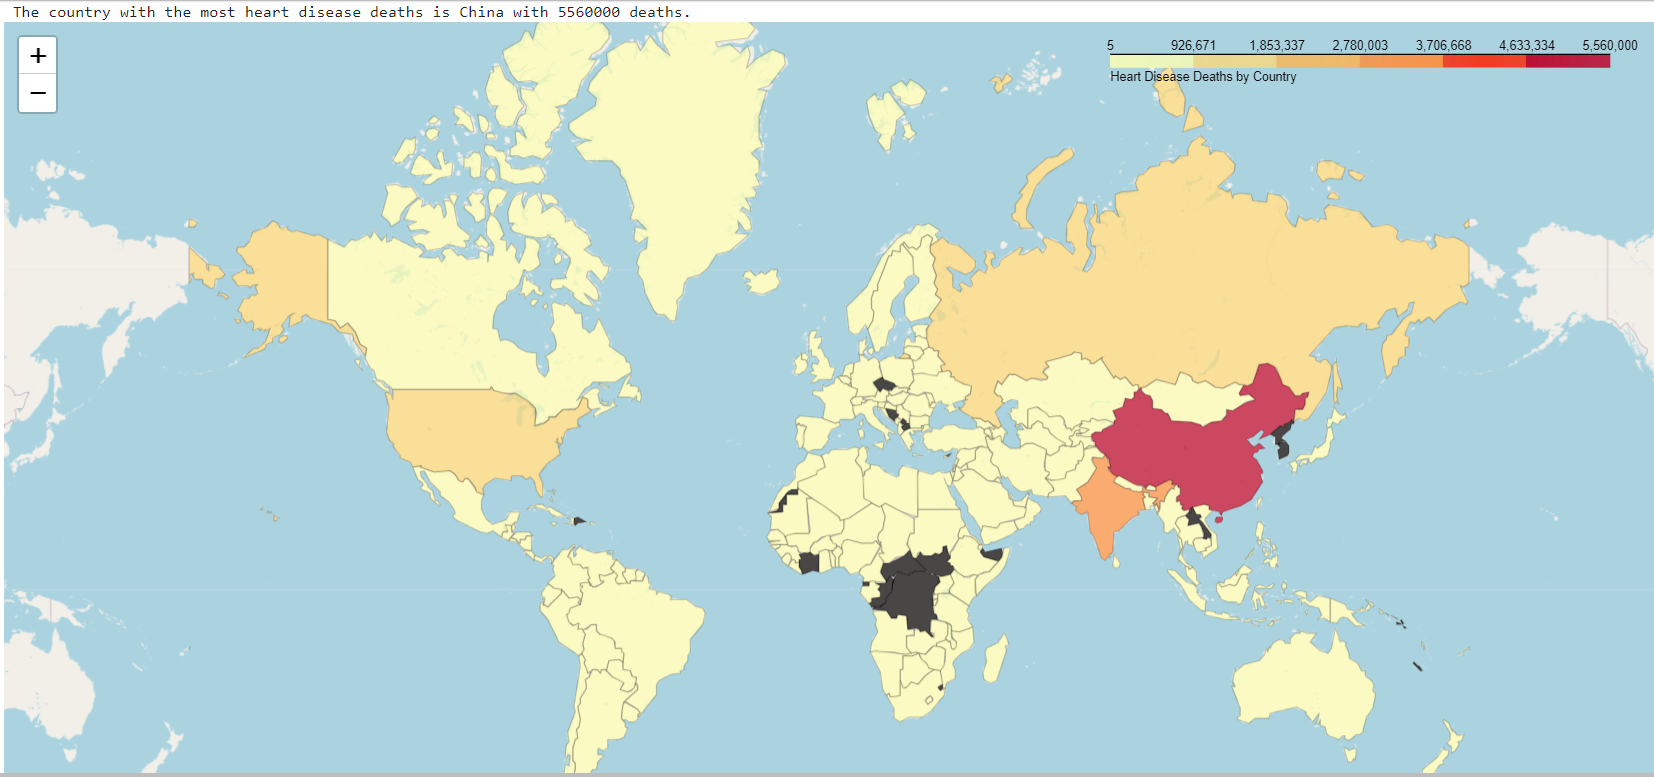 The country with the most heart disease deaths is China with 5560000 deaths.
+
−
5 926,671 1,853,337 2,780,003 3,706,668 4,633,334 5,560,000
Heart Disease Deaths by Country